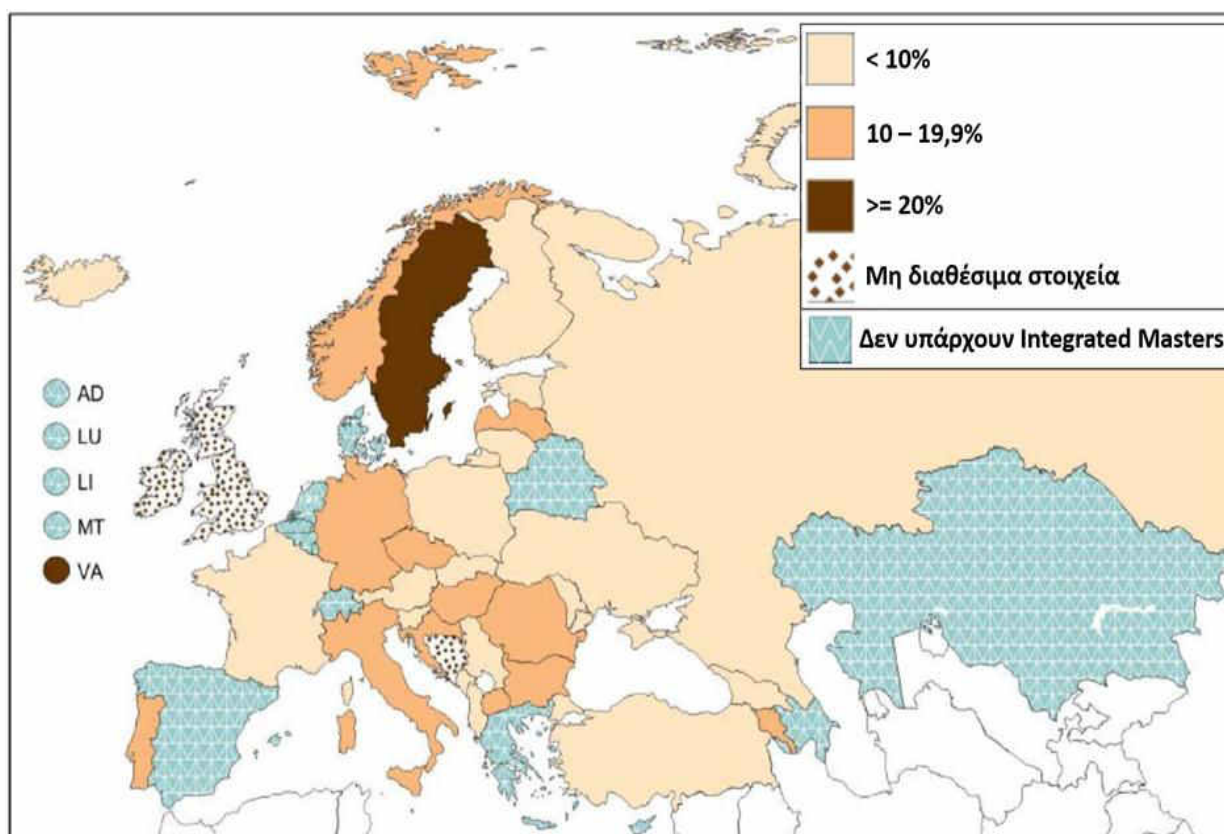 < 10%
10 – 19,9%
>= 20%
Μη διαθέσιμα στοιχεία
Δεν υπάρχουν Integrated Masters
AD
LU
LI
MT
VA